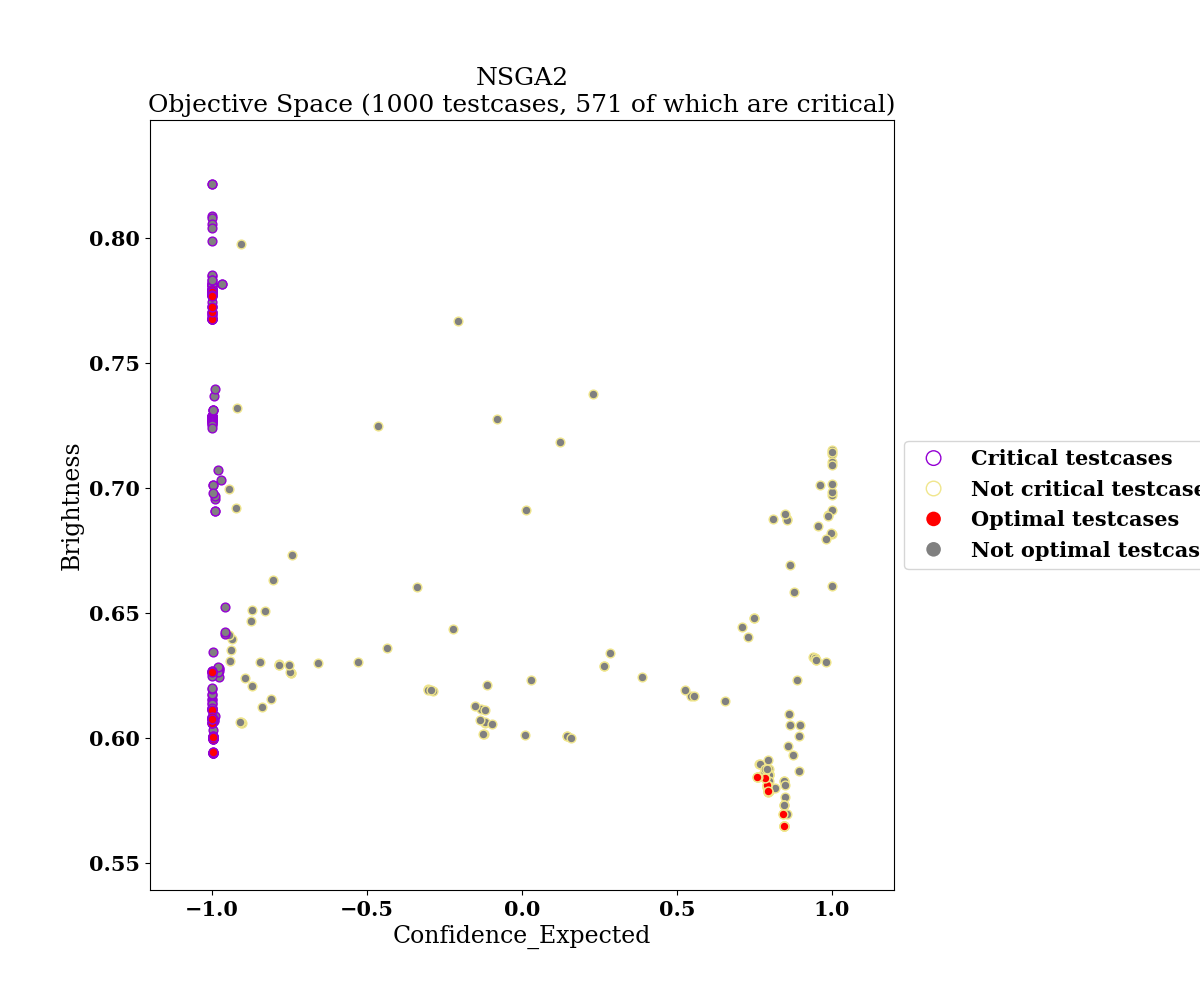 NSGA2
Objective Space (1000 testcases, 571 of which are critical)
Brightness
0.80
0.75
0.70
0.65
0.60
0.55
−1.0
−0.5
0.0
0.5
1.0
Confidence_Expected
Critical testcases
Not critical testcase
Optimal testcases
Not optimal testcas